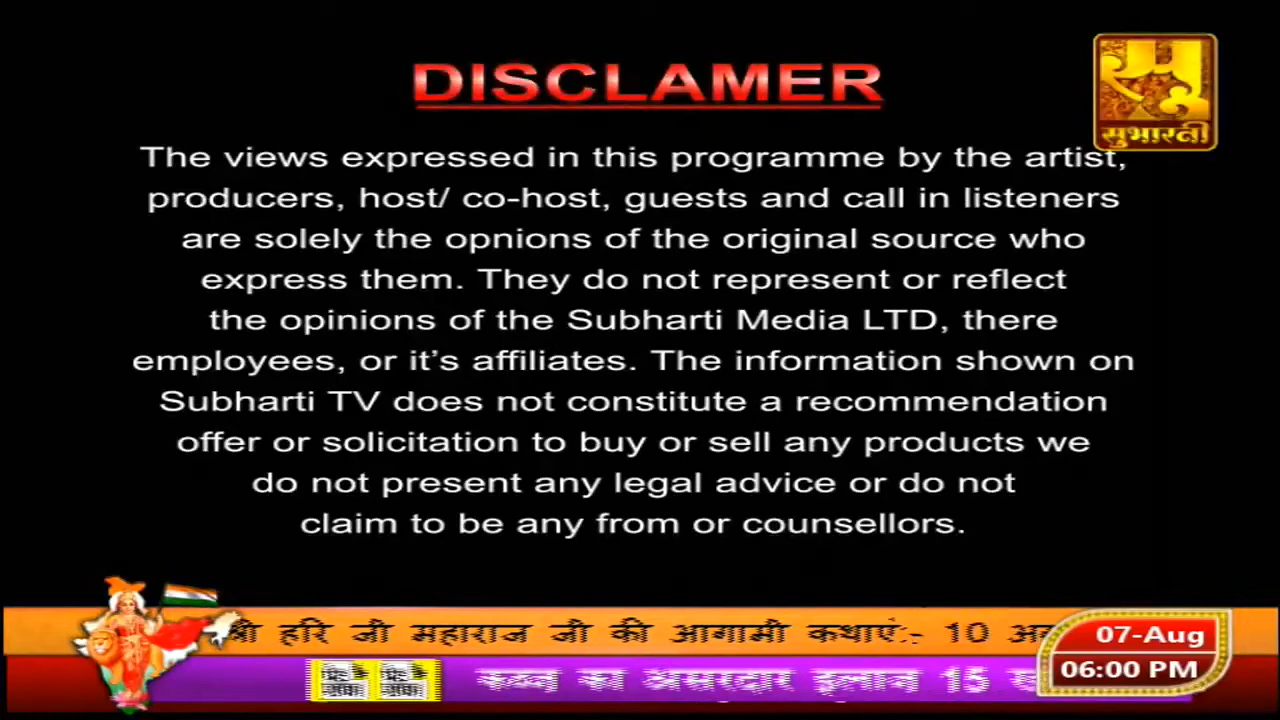 DISCLAMER
सुभारती
The views expressed in this programme by the artist,
producers, host/ co-host, guests and call in listeners
are solely the opnions of the original source who
express them. They do not represent or reflect
the opinions of the Subharti Media LTD, there
employees, or it's affiliates. The information shown on
Subharti TV does not constitute a recommendation
offer or solicitation to buy or sell any products we
do not present any legal advice or do not
claim to be any from or counsellors.
श्री हरि जी महाराज जी की आगामी कथाएं:- 10
07-Aug
का असरदार इलाज 15
06:00 PM